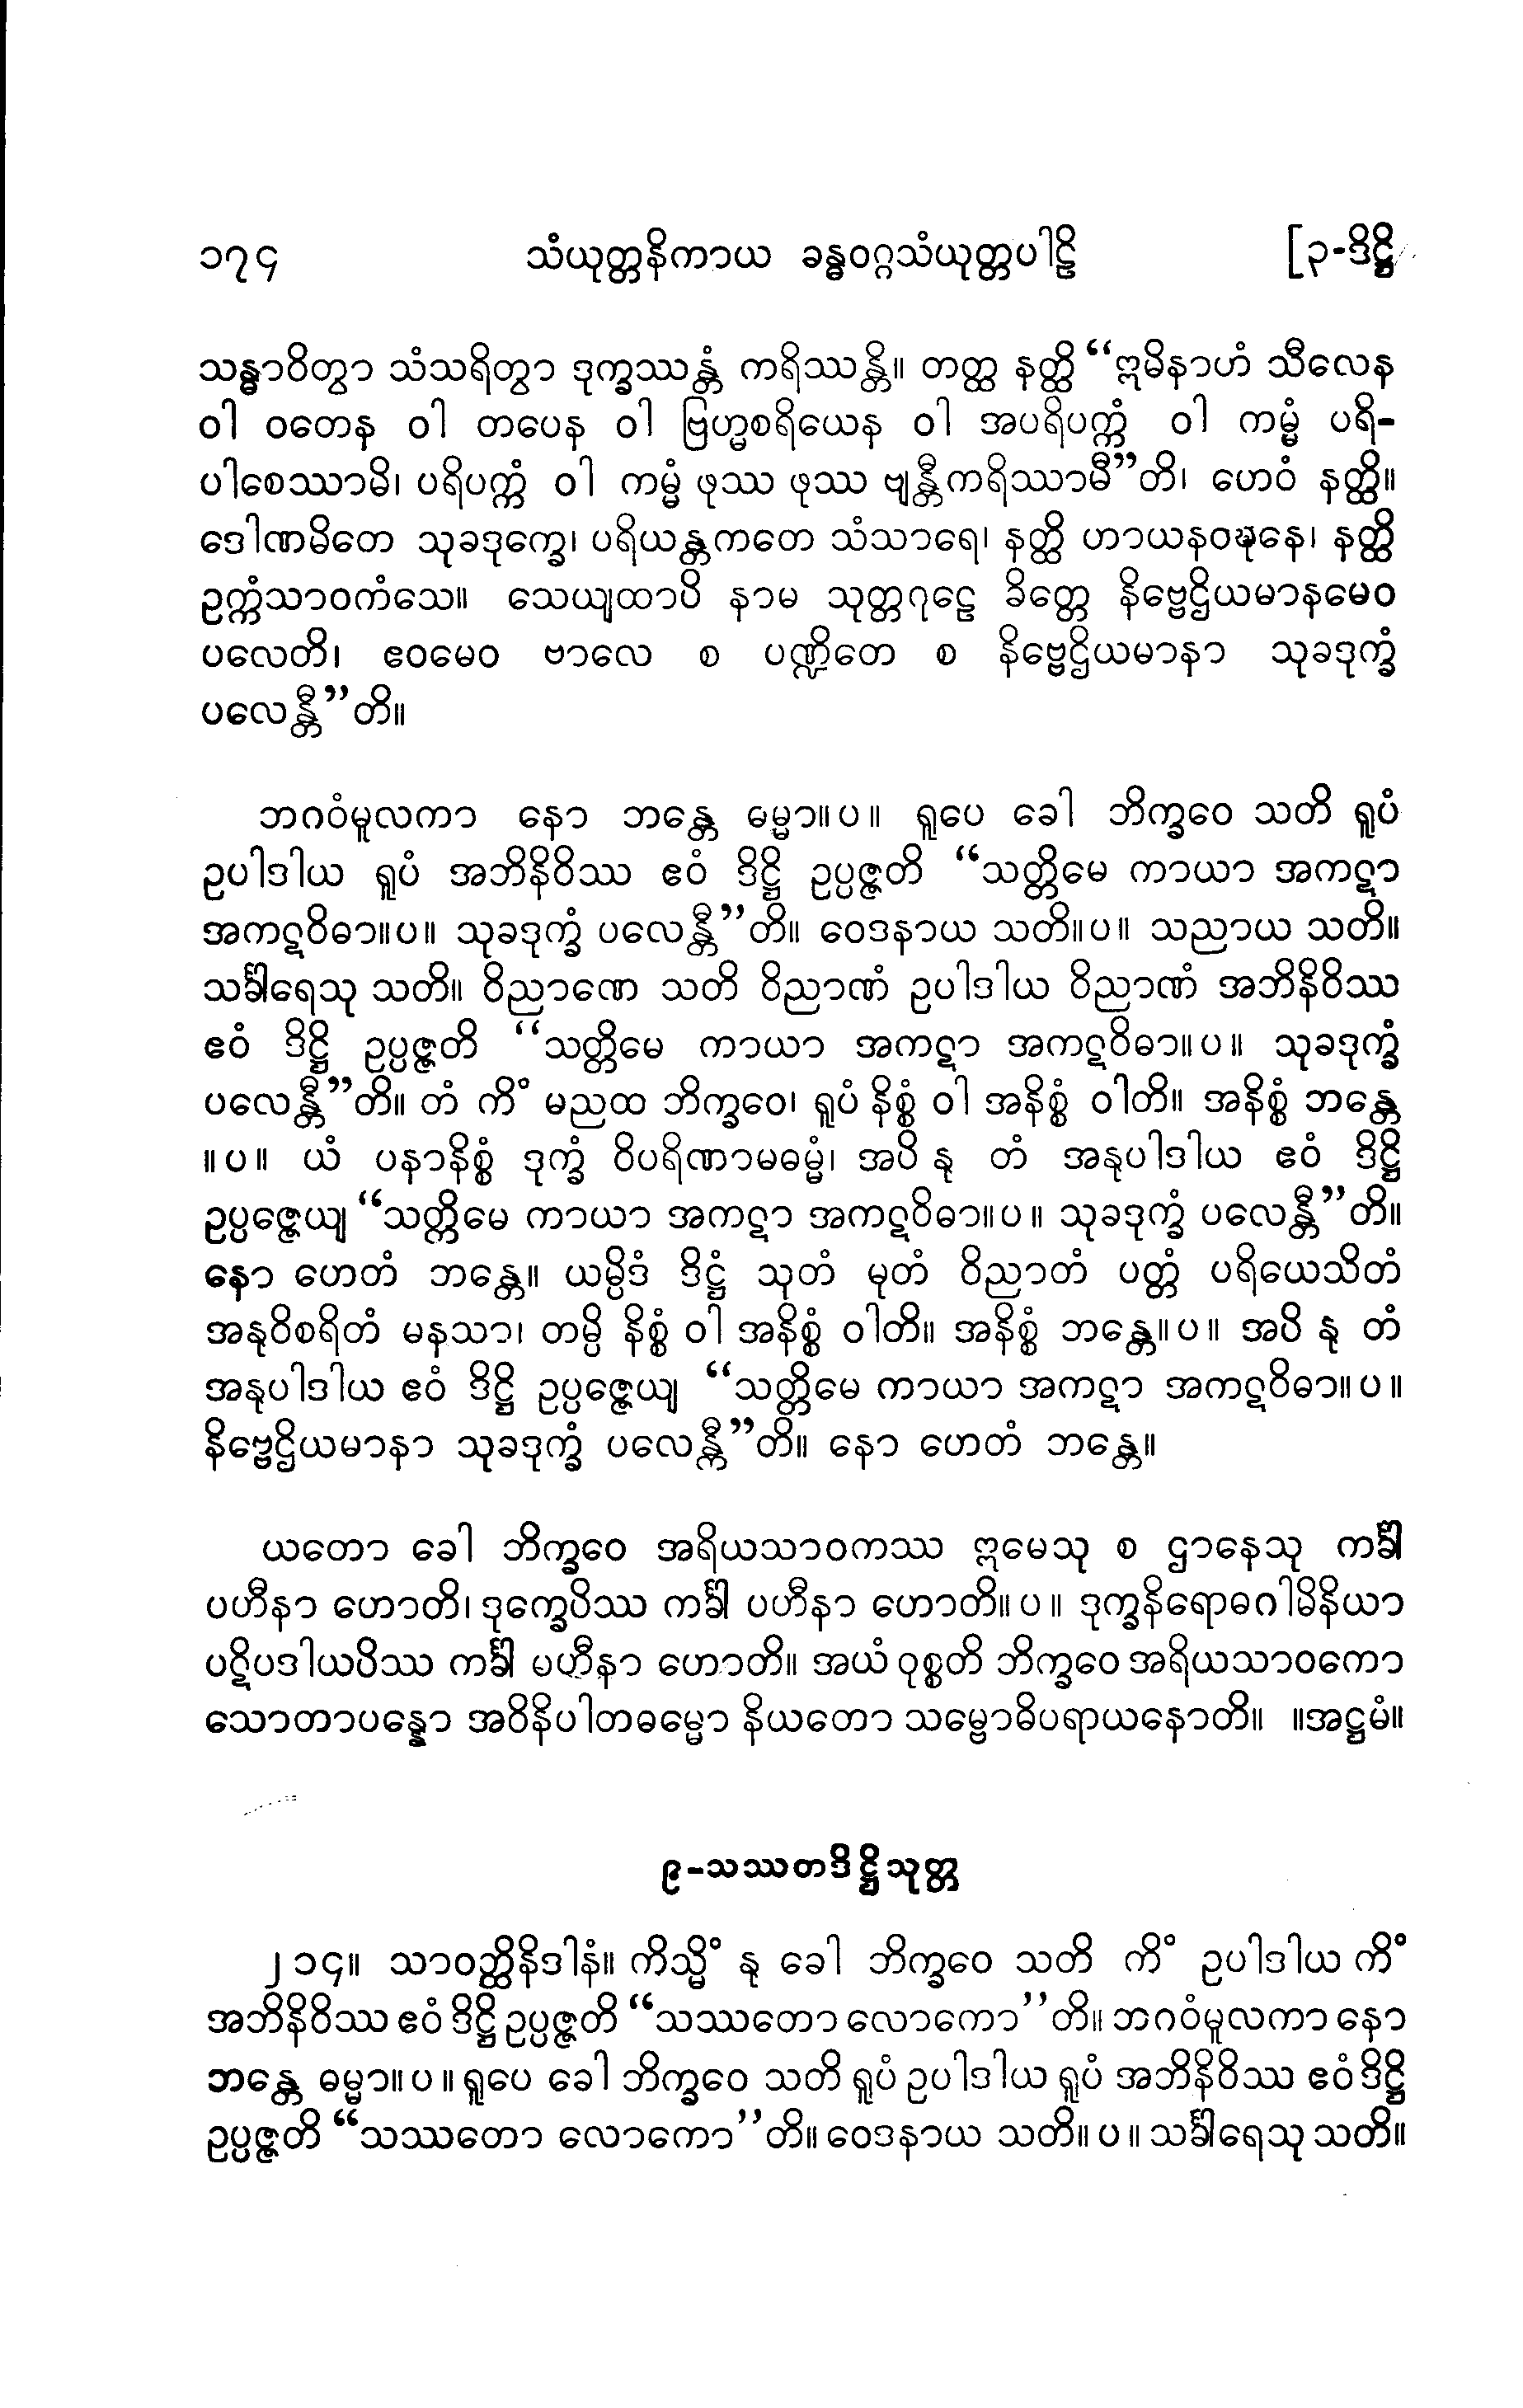 ၁၇၄ သံယုတ္တနိကာယ ခန္ဓဝဂ္ဂသံယုတ္တပါဠိ [၃-ဒိဋ္ဌိ
သန္ဓာဝိတွာ သံသရိတွာ ဒုက္ခဿန္တံ ကရိဿန္တိ။ တတ္ထ နတ္ထိ “ဣမိနာဟံ သီလေန
ဝါ ဝတေန ဝါ တပေန ဝါ ဗြဟ္မစရိယေန ဝါ အပရိပက္ကံ ဝါ ကမ္မံ ပရိ-
ပါစေဿာမိ၊ ပရိပက္ကံ ဝါ ကမ္မံ ဖုဿ ဖုဿ ဗျန္တီကရိဿာမီ”တိ၊ ဟေဝံ နတ္ထိ။
ဒေါဏမိတေ သုခဒုက္ခေ၊ ပရိယန္တကတေ သံသာရေ၊ နတ္ထိ ဟာယနဝဍ္ဎနေ၊ နတ္ထိ
ဥက္ကံသာဝကံသေ။ သေယျထာပိ နာမ သုတ္တဂုဠေ ခိတ္တေ နိဗ္ဗေဌိယမာနမေဝ
ပလေတိ၊ ဧဝမေဝ ဗာလေ စ ပဏ္ဍိတေ စ နိဗ္ဗေဌိယမာနာ သုခဒုက္ခံ
ပလေန္တီ”တိ။
ဘဂဝံမူလကာ နော ဘန္တေ ဓမ္မာ။ပ။ ရူပေ ခေါ ဘိက္ခဝေ သတိ ရူပံ
ဥပါဒါယ ရူပံ အဘိနိဝိဿ ဧဝံ ဒိဋ္ဌိ ဥပ္ပဇ္ဇတိ “သတ္တိမေ ကာယာ အကဋာ
အကဋဝိဓာ။ပ။ သုခဒုက္ခံ ပလေန္တီ”တိ။ ဝေဒနာယ သတိ။ပ။ သညာယ သတိ။
သင်္ခါရေသု သတိ။ ဝိညာဏေ သတိ ဝိညာဏံ ဥပါဒါယ ဝိညာဏံ အဘိနိဝိဿ
ဧဝံ ဒိဋ္ဌိ ဥပ္ပဇ္ဇတိ “သတ္တိမေ ကာယာ အကဋာ အကဋဝိဓာ။ပ။ သုခဒုက္ခံ
ပလေန္တီ”တိ။ တံ ကိံ မညထ ဘိက္ခဝေ၊ ရူပံ နိစ္စံ ဝါ အနိစ္စံ ဝါတိ။ အနိစ္စံ ဘန္တေ
။ပ။ ယံ ပနာနိစ္စံ ဒုက္ခံ ဝိပရိဏာမဓမ္မံ၊ အပိ နု တံ အနုပါဒါယ ဧဝံ ဒိဋ္ဌိ
ဥပ္ပဇ္ဇေယျ “သတ္တိမေ ကာယာ အကဋာ အကဋဝိဓာ။ပ။ သုခဒုက္ခံ ပလေန္တီ”တိ။
နော ဟေတံ ဘန္တေ။ ယမ္ပိဒံ ဒိဋ္ဌံ သုတံ မုတံ ဝိညာတံ ပတ္တံ ပရိယေသိတံ
အနုဝိစရိတံ မနသာ၊ တမ္ပိ နိစ္စံ ဝါ အနိစ္စံ ဝါတိ။ အနိစ္စံ ဘန္တေ။ပ။ အပိ နု တံ
အနုပါဒါယ ဧဝံ ဒိဋ္ဌိ ဥပ္ပဇ္ဇေယျ “သတ္တိမေ ကာယာ အကဋာ အကဋဝိဓာ။ပ။
နိဗ္ဗေဌိယမာနာ သုခဒုက္ခံ ပလေန္တီ”တိ။ နော ဟေတံ ဘန္တေ။
ယတော ခေါ ဘိက္ခဝေ အရိယသာဝကဿ ဣမေသု စ ဌာနေသု ကင်္ခါ
ပဟီနာ ဟောတိ၊ ဒုက္ခေပိဿ ကင်္ခါ ပဟီနာ ဟောတိ။ပ။ ဒုက္ခနိရောဓဂါမိနိယာ
ပဋိပဒါယပိဿ ကင်္ခါ မဟီနာ ဟောတိ။ အယံ ဝုစ္စတိ ဘိက္ခဝေ အရိယသာဝကော
သောတာပန္နော အဝိနိပါတဓမ္မော နိယတော သမ္ဗောဓိပရာယနောတိ။ ။အဋ္ဌမံ။
၉-သဿတဒိဋ္ဌိသုတ္တ
၂၁၄။ သာဝတ္ထိနိဒါနံ။ ကိသ္မိံ နု ခေါ ဘိက္ခဝေ သတိ ကိံ ဥပါဒါယ ကိံ
အဘိနိဝိဿ ဧဝံ ဒိဋ္ဌိ ဥပ္ပဇ္ဇတိ “သဿတော လောကော”တိ။ ဘဂဝံမူလကာ နော
ဘန္တေ ဓမ္မာ။ပ။ ရူပေ ခေါ ဘိက္ခဝေ သတိ ရူပံ ဥပါဒါယ ရူပံ အဘိနိဝိဿ ဧဝံ ဒိဋ္ဌိ
ဥပ္ပဇ္ဇတိ “သဿတော လောကော”တိ။ ဝေဒနာယ သတိ။ပ။ သင်္ခါရေသု သတိ။